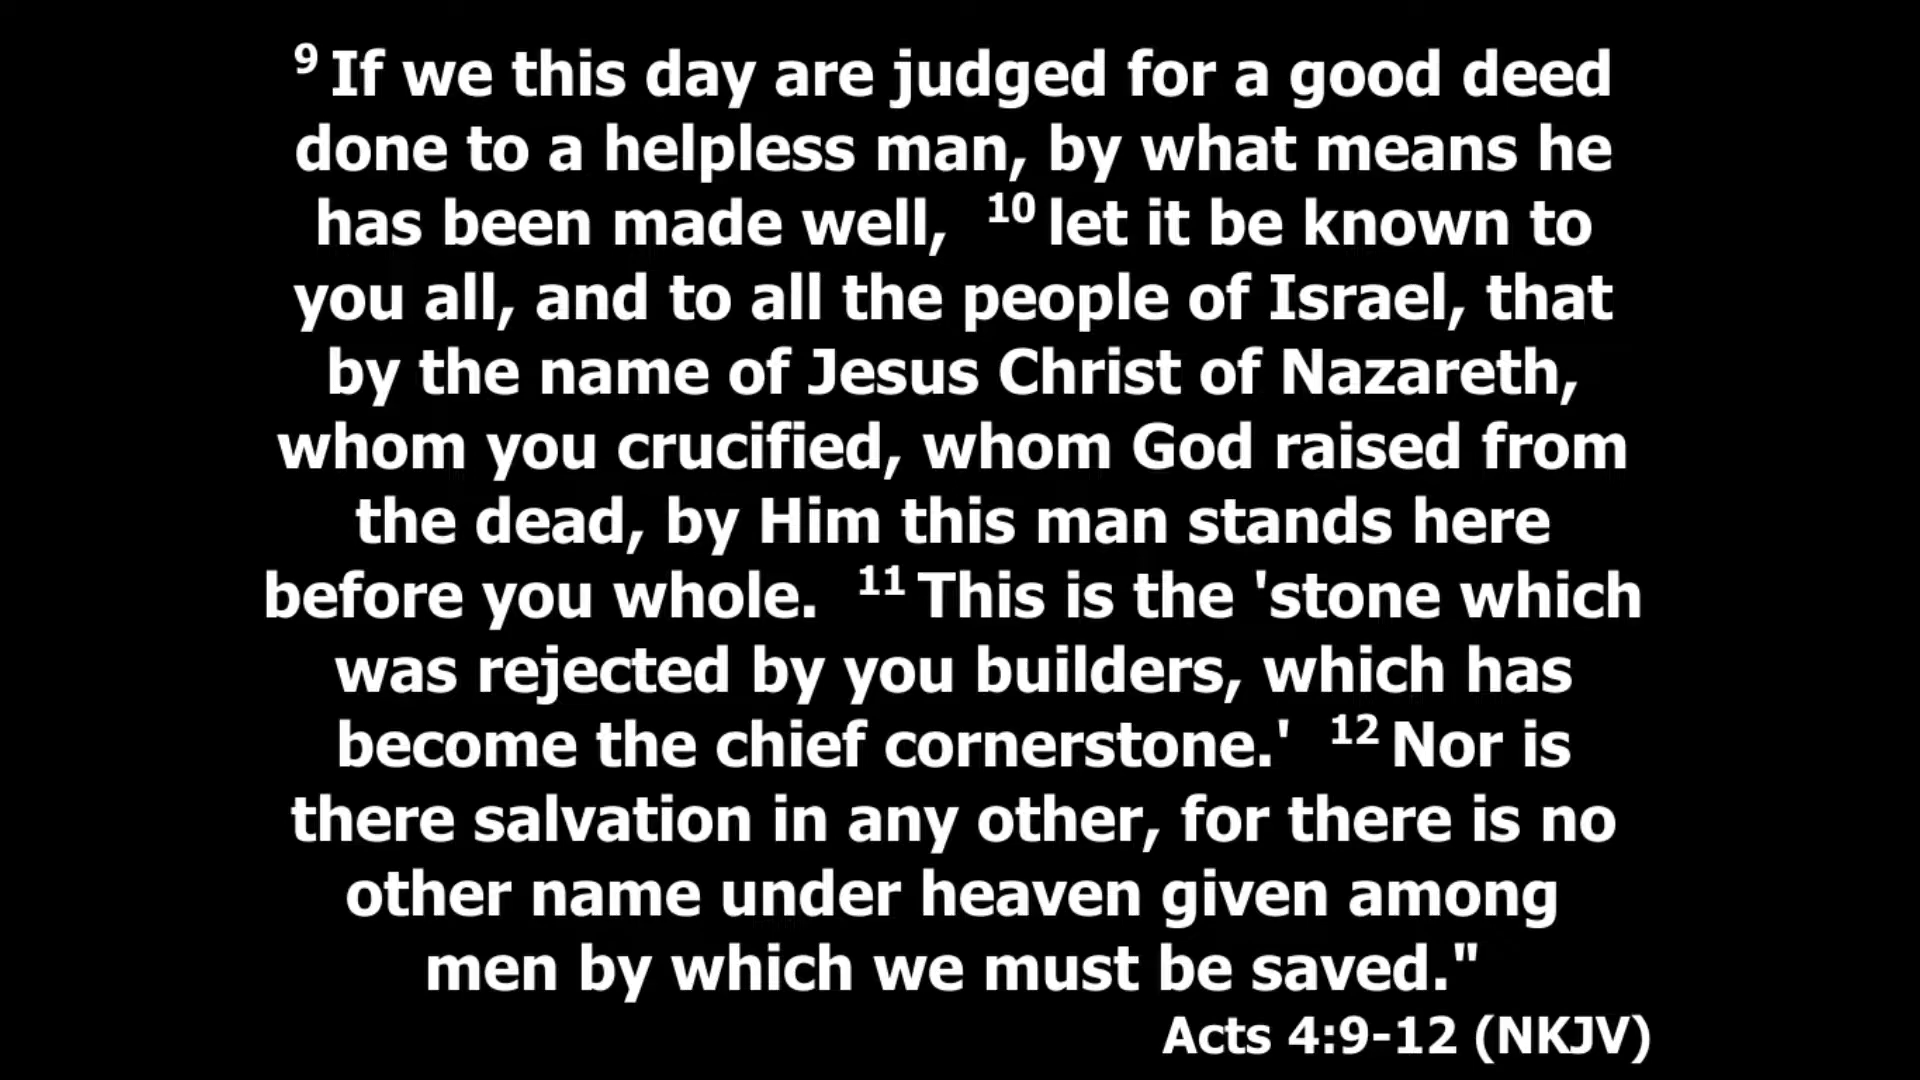 9 If we this day are judged for a good deed
done to a helpless man, by what means he
has been made well, 10 let it be known to
you all, and to all the people of Israel, that
by the name of Jesus Christ of Nazareth,
whom you crucified, whom God raised from
the dead, by Him this man stands here
before you whole. 11 This is the 'stone which
was rejected by you builders, which has
become the chief cornerstone.' 12 Nor is
there salvation in any other, for there is no
other name under heaven given among
men by which we must be saved."
Acts 4:9-12 (NKJV)